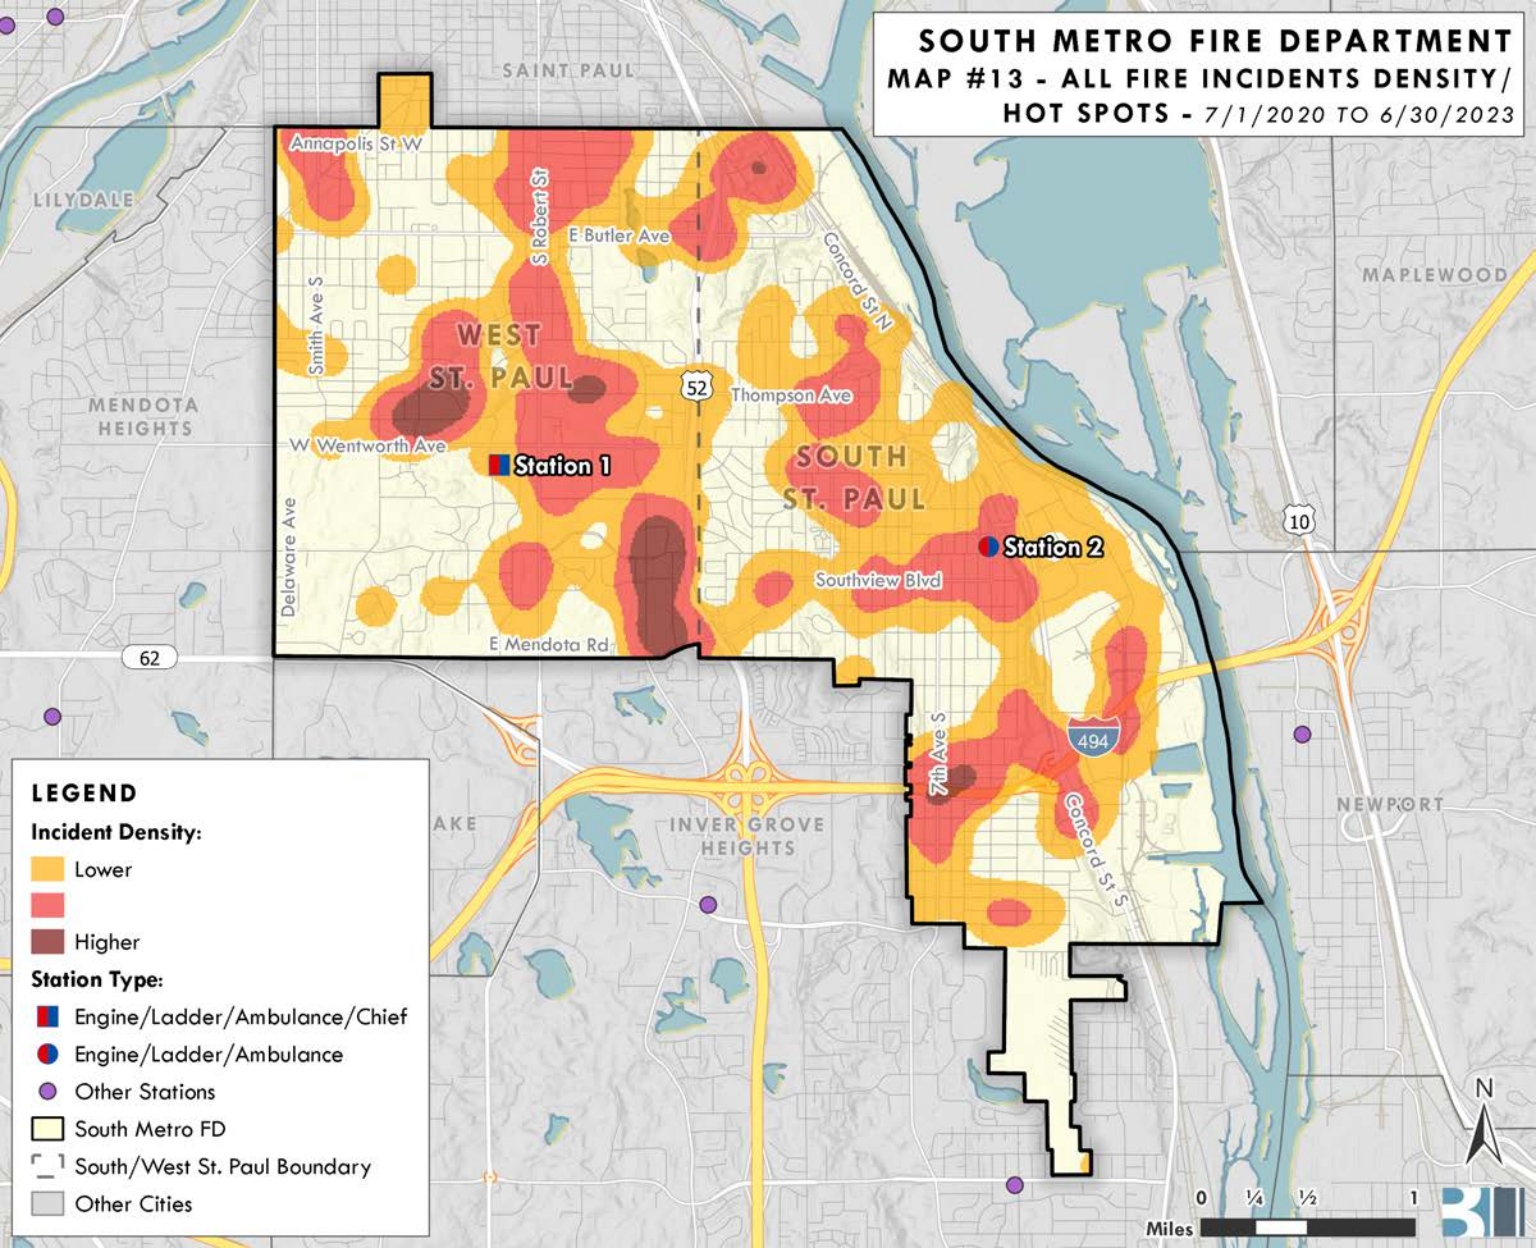 SOUTH METRO FIRE DEPARTMENT
MAP #13 - ALL FIRE INCIDENTS DENSITY/
HOT SPOTS - 7/1/2020 TO 6/30/2023
SAINT PAUL
Annapolis St W
LILYDALE
S Robert St
E Butler Ave
Concord St N
MAPLEWOOD
Smith Ave S
WEST
ST. PAUL
52
Thompson Ave
MENDOTA
HEIGHTS
W Wentworth Ave
Station 1
SOUTH
ST. PAUL
10
Delaware Ave
Station 2
Southview Blvd
E Mendota Rd
62
7th Ave S
494
Concord St S
NEWPORT
INVER GROVE
HEIGHTS
AKE
LEGEND
Incident Density:
Lower
Higher
Station Type:
Engine/Ladder/Ambulance/Chief
Engine/Ladder/Ambulance
Other Stations
South Metro FD
South/West St. Paul Boundary
Other Cities
N
0 ¼ ½ 1
Miles